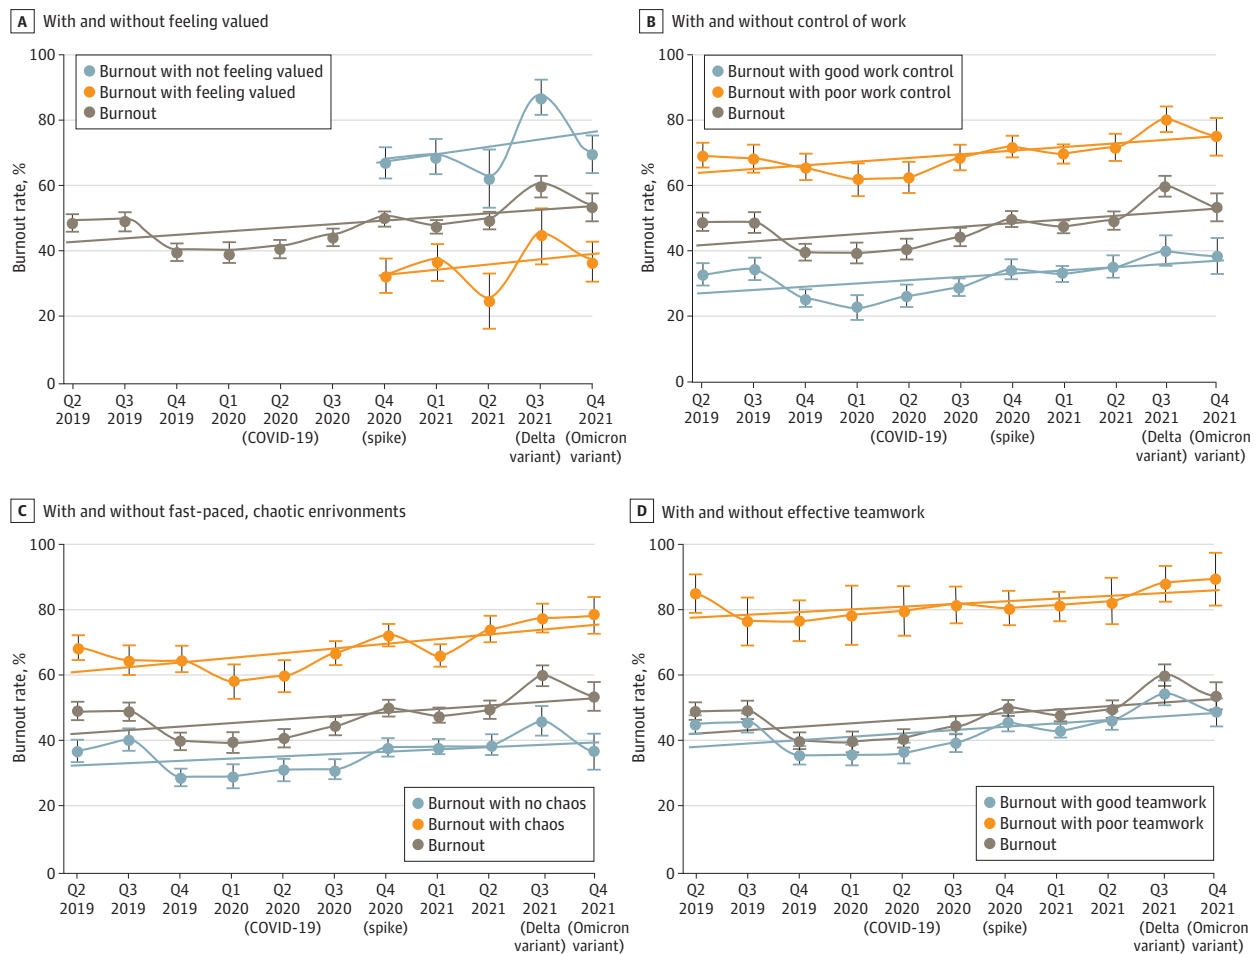 A With and without feeling valued
Burnout with not feeling valued
Burnout with feeling valued
Burnout
Burnout rate, %
100
80
60
40
20
0
Q2 Q3 Q4 Q1 Q2 Q3 Q4 Q1 Q2 Q3 Q4
2019 2019 2019 2020 2020 2020 2020 2021 2021 2021 2021
(COVID-19) (spike) (Delta (Omicron
variant) variant)
B With and without control of work
Burnout with good work control
Burnout with poor work control
Burnout
Burnout rate, %
100
80
60
40
20
0
Q2 Q3 Q4 Q1 Q2 Q3 Q4 Q1 Q2 Q3 Q4
2019 2019 2019 2020 2020 2020 2020 2021 2021 2021 2021
(COVID-19) (spike) (Delta (Omicron
variant) variant)
C With and without fast-paced, chaotic enrivonments
Burnout rate, %
100
80
60
40
20
0
Burnout with no chaos
Burnout with chaos
Burnout
Q2 Q3 Q4 Q1 Q2 Q3 Q4 Q1 Q2 Q3 Q4
2019 2019 2019 2020 2020 2020 2020 2021 2021 2021 2021
(COVID-19) (spike) (Delta (Omicron
variant) variant)
D With and without effective teamwork
Burnout rate, %
100
80
60
40
20
0
Burnout with good teamwork
Burnout with poor teamwork
Burnout
Q2 Q3 Q4 Q1 Q2 Q3 Q4 Q1 Q2 Q3 Q4
2019 2019 2019 2020 2020 2020 2020 2021 2021 2021 2021
(COVID-19) (spike) (Delta (Omicron
variant) variant)